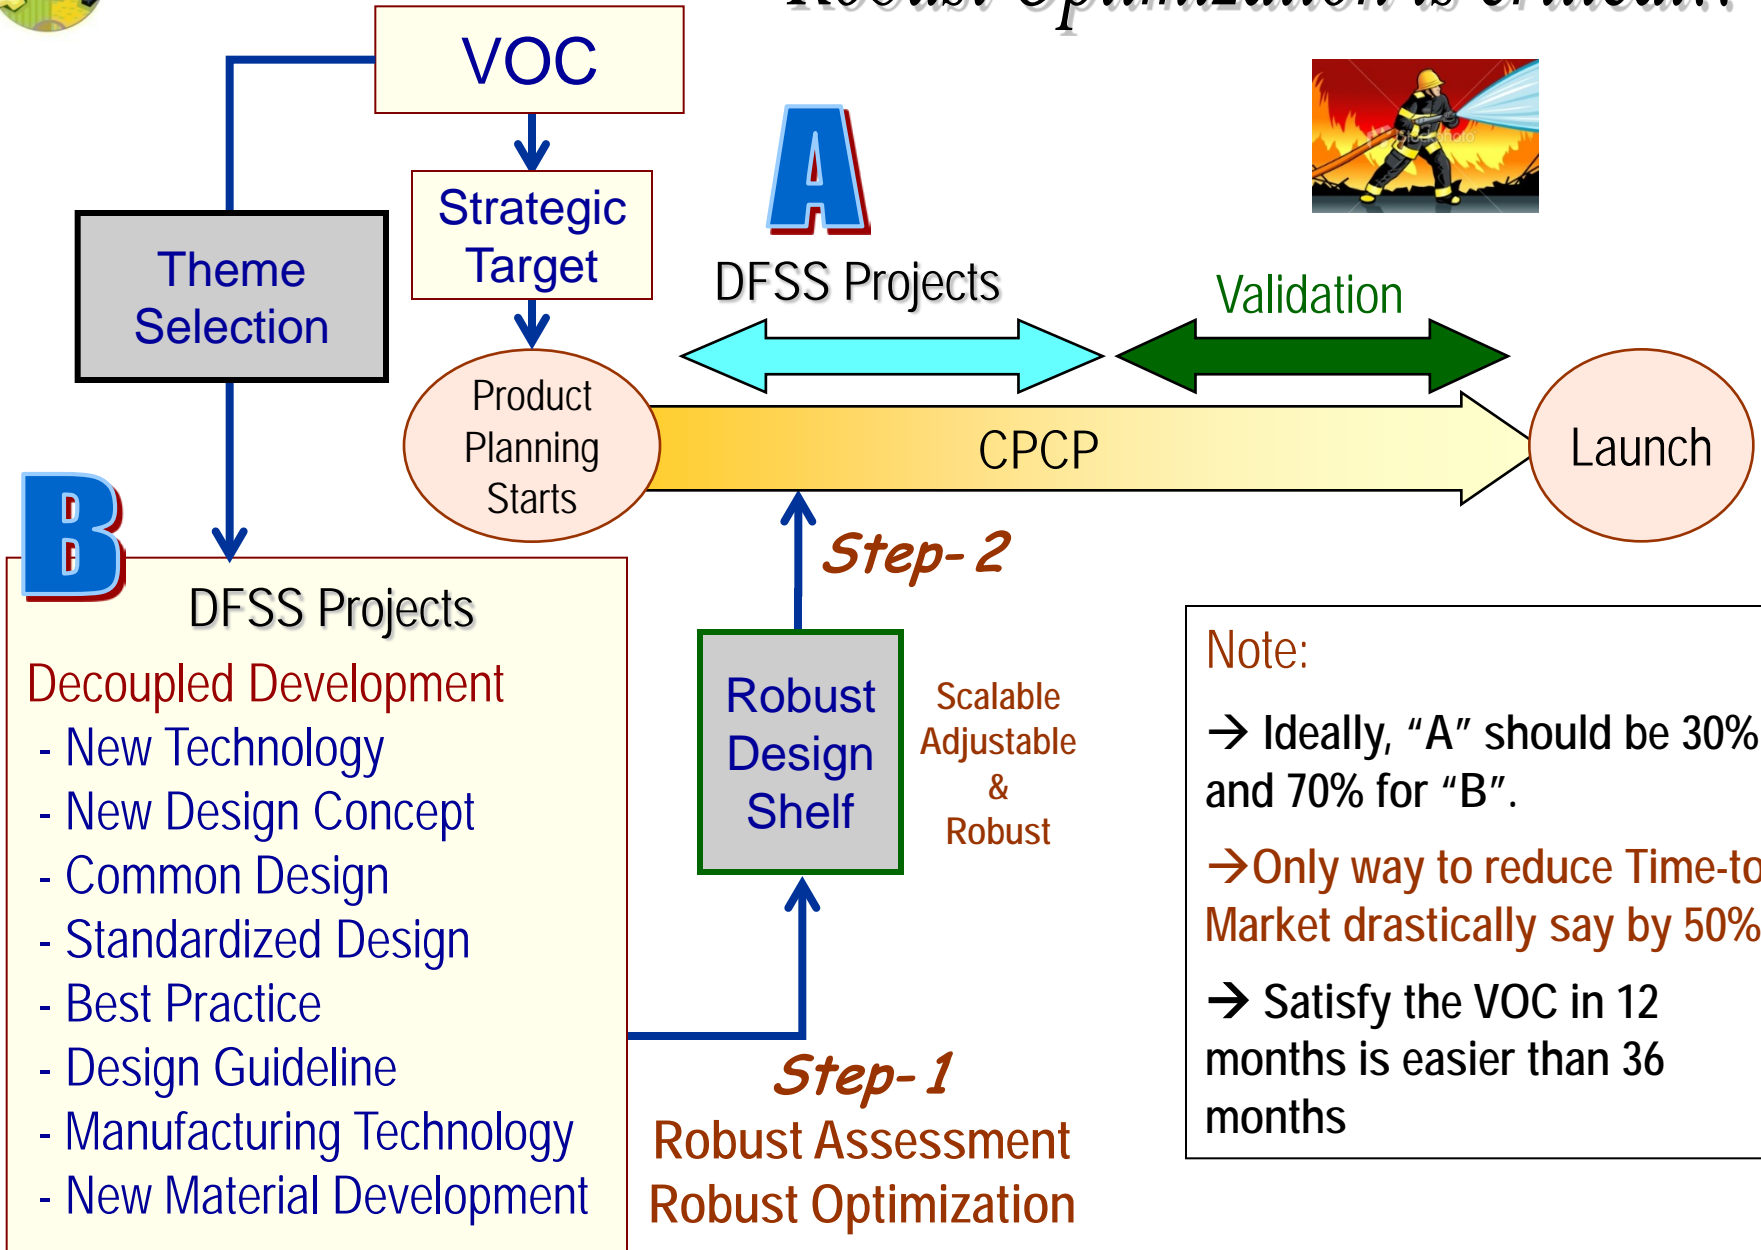 Robust Optimization is critical!!
VOC
Strategic
Target
Theme
Selection
A
DFSS Projects
Validation
Product
Planning
Starts
CPCP
Launch
B
DFSS Projects
Decoupled Development
- New Technology
- New Design Concept
- Common Design
- Standardized Design
- Best Practice
- Design Guideline
- Manufacturing Technology
- New Material Development
Step-2
Robust
Design
Shelf
Scalable
Adjustable
&
Robust
Step-1
Robust Assessment
Robust Optimization
Note:
→ Ideally, “A” should be 30%
and 70% for “B”.
→Only way to reduce Time-to
Market drastically say by 50%
→ Satisfy the VOC in 12
months is easier than 36
months